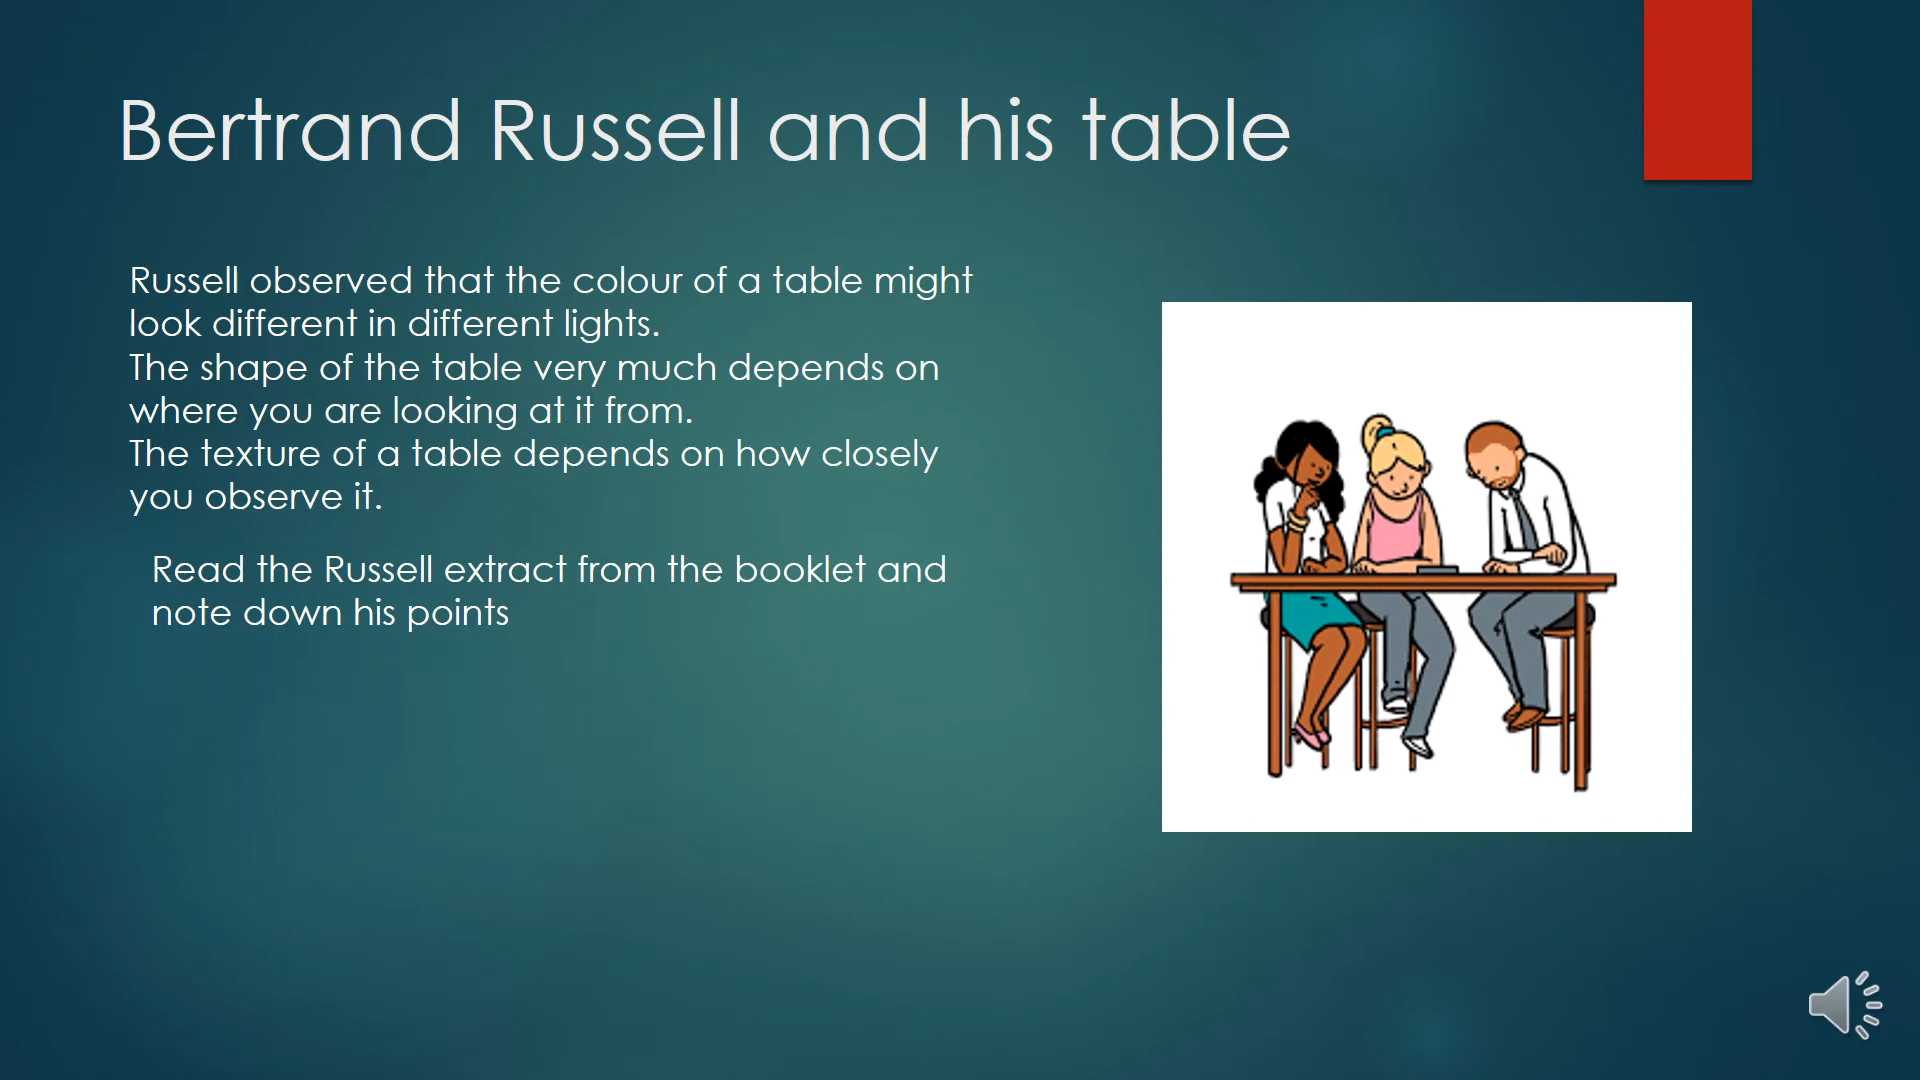 Bertrand Russell and his table
Russell observed that the colour of a table might
look different in different lights.
The shape of the table very much depends on
where you are looking at it from.
The texture of a table depends on how closely
you observe it.
Read the Russell extract from the booklet and
note down his points